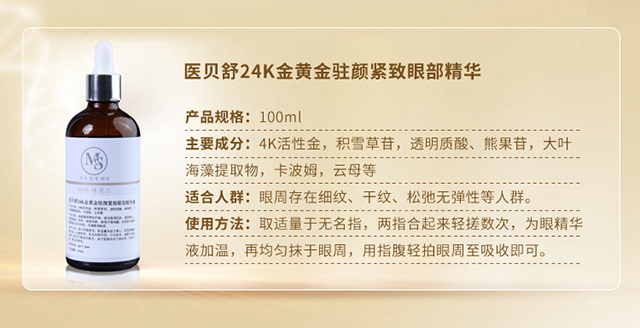 医贝舒24K金黄金驻颜紧致眼部精华
产品规格：100ml
主要成分：4K活性金，积雪草苷，透明质酸、熊果苷，大叶
海藻提取物，卡波姆，云母等
适合人群：眼周存在细纹、干纹、松弛无弹性等人群。
使用方法：取适量于无名指，两指合起来轻搓数次，为眼精华
液加温，再均匀抹于眼周，用指腹轻拍眼周至吸收即可。
MS